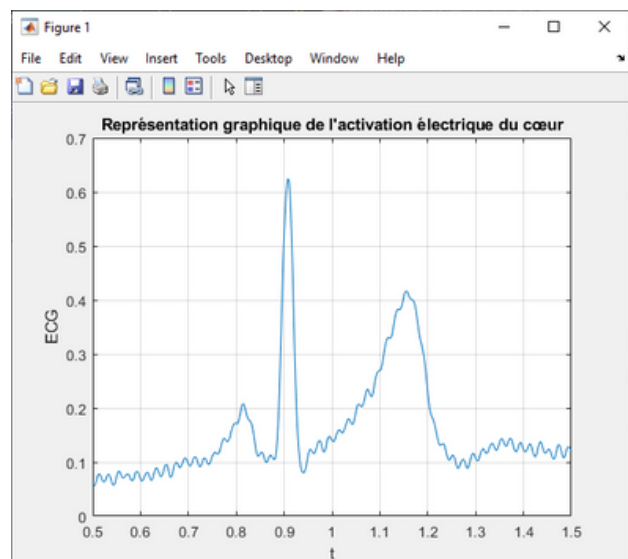 Figure 1
File Edit View Insert Tools Desktop Window Help
Représentation graphique de l'activation électrique du cœur
0.7
0.6
0.5
0.4
0.3
0.2
0.1
0
ECG
0.5 0.6 0.7 0.8 0.9 1 1.1 1.2 1.3 1.4 1.5
t